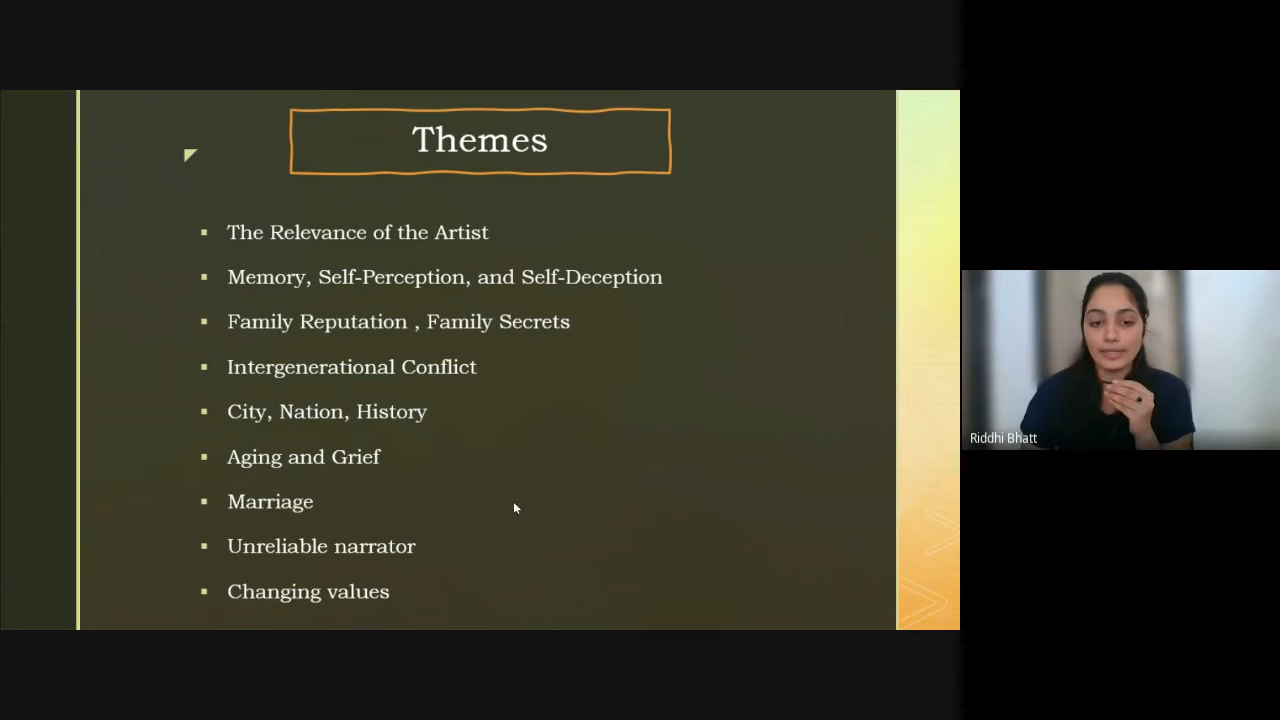 Themes
The Relevance of the Artist
Memory, Self-Perception, and Self-Deception
Family Reputation , Family Secrets
Intergenerational Conflict
City, Nation, History
Aging and Grief
Marriage
Unreliable narrator
Changing values
Riddhi Bhatt